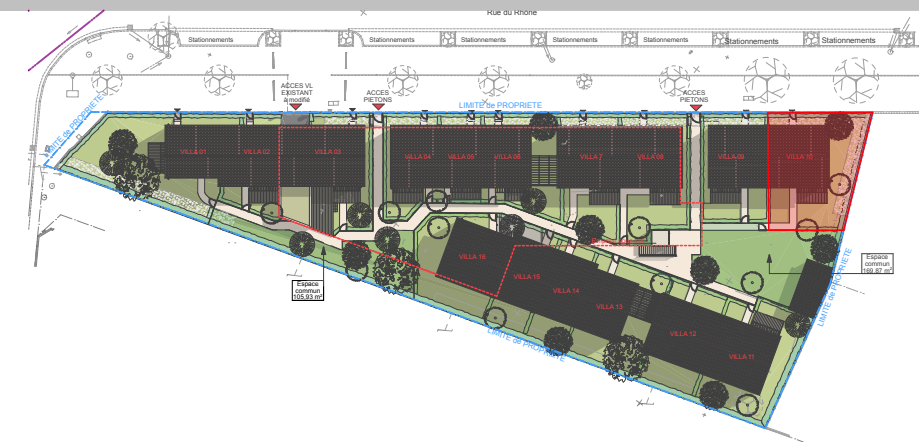 Rue du Rhône
Stationnements
Stationnements
Stationnements
Stationnements
Stationnements
Stationnements
Stationnements
ACCES VL
EXISTANT
à modifié
ACCES
PIETONS
LIMITE de PROPRIETE
ACCES
PIETONS
LIMITE de PROPRIETE
VILLA 01
VILLA 02
VILLA 03
VILLA 04
VILLA 05
VILLA 06
VILLA 7
VILLA 08
VILLA 09
VILLA 10
VILLA 16
VILLA 15
VILLA 14
VILLA 13
VILLA 12
VILLA 11
Espace
commun
105,93 m²
Espace
commun
169,87 m²
LIMITE de PROPRIETE
LIMITE de PROPRIETE